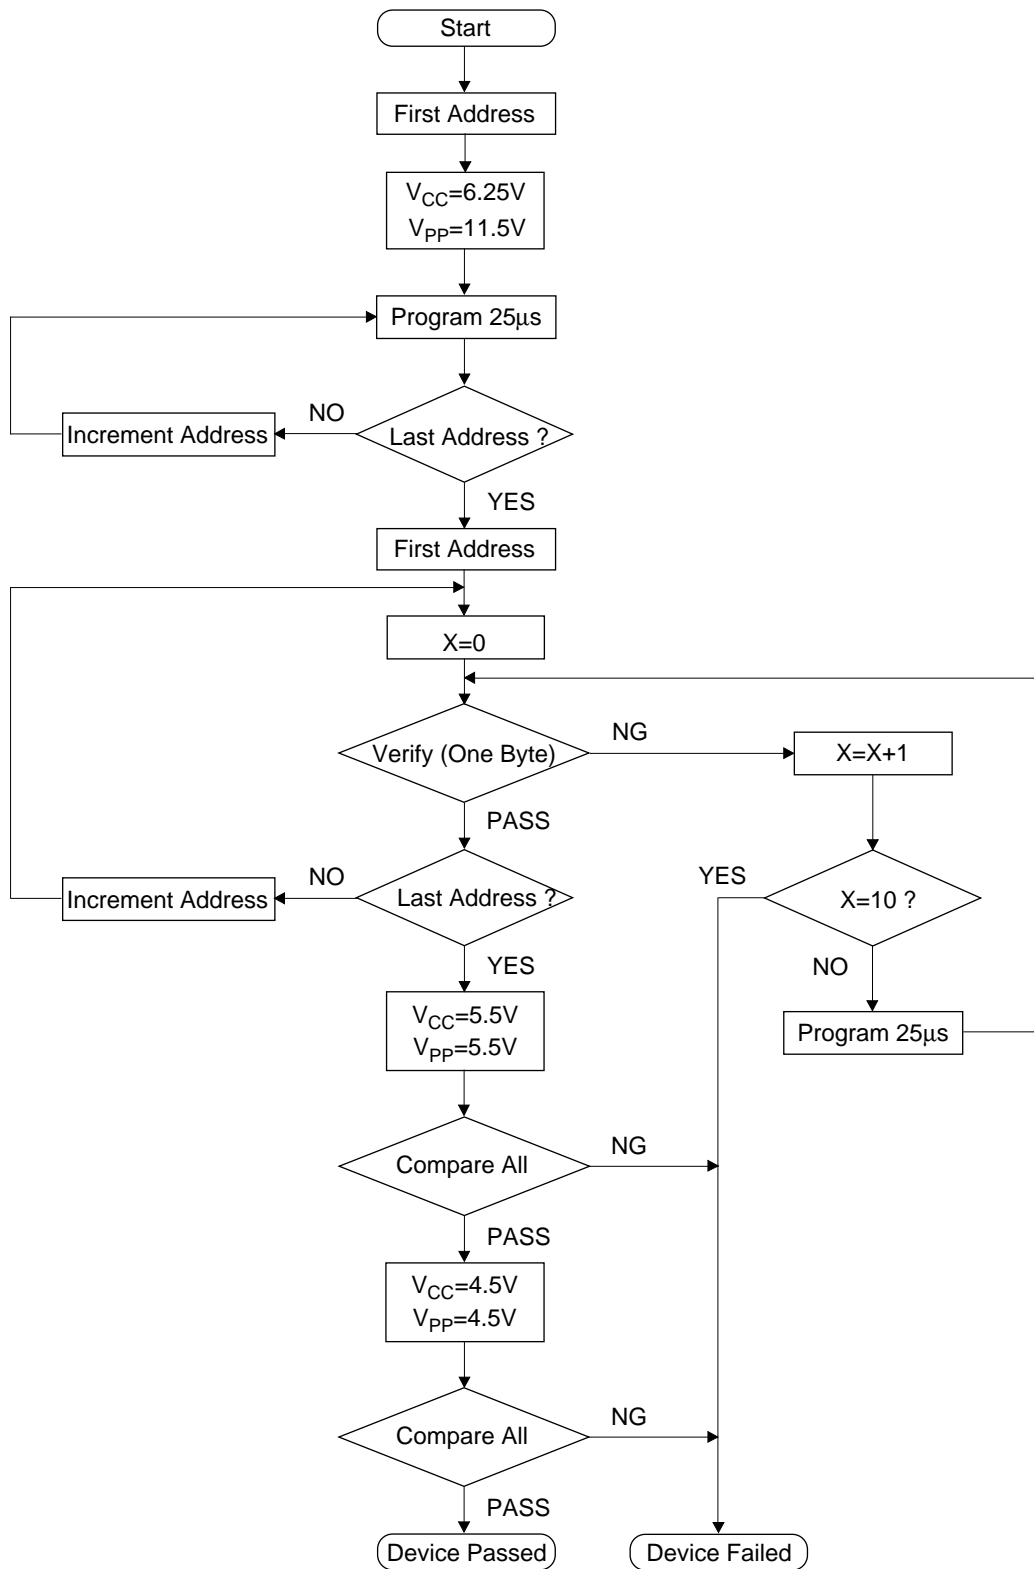 Start
First Address
VCC=6.25V
VPP=11.5V
Program 25μs
NO
Increment Address
Last Address ?
YES
First Address
X=0
NG
Verify (One Byte)
X=X+1
PASS
NO
Increment Address
Last Address ?
YES
X=10 ?
YES
NO
VCC=5.5V
VPP=5.5V
Program 25μs
NG
Compare All
PASS
VCC=4.5V
VPP=4.5V
NG
Compare All
PASS
Device Passed
Device Failed